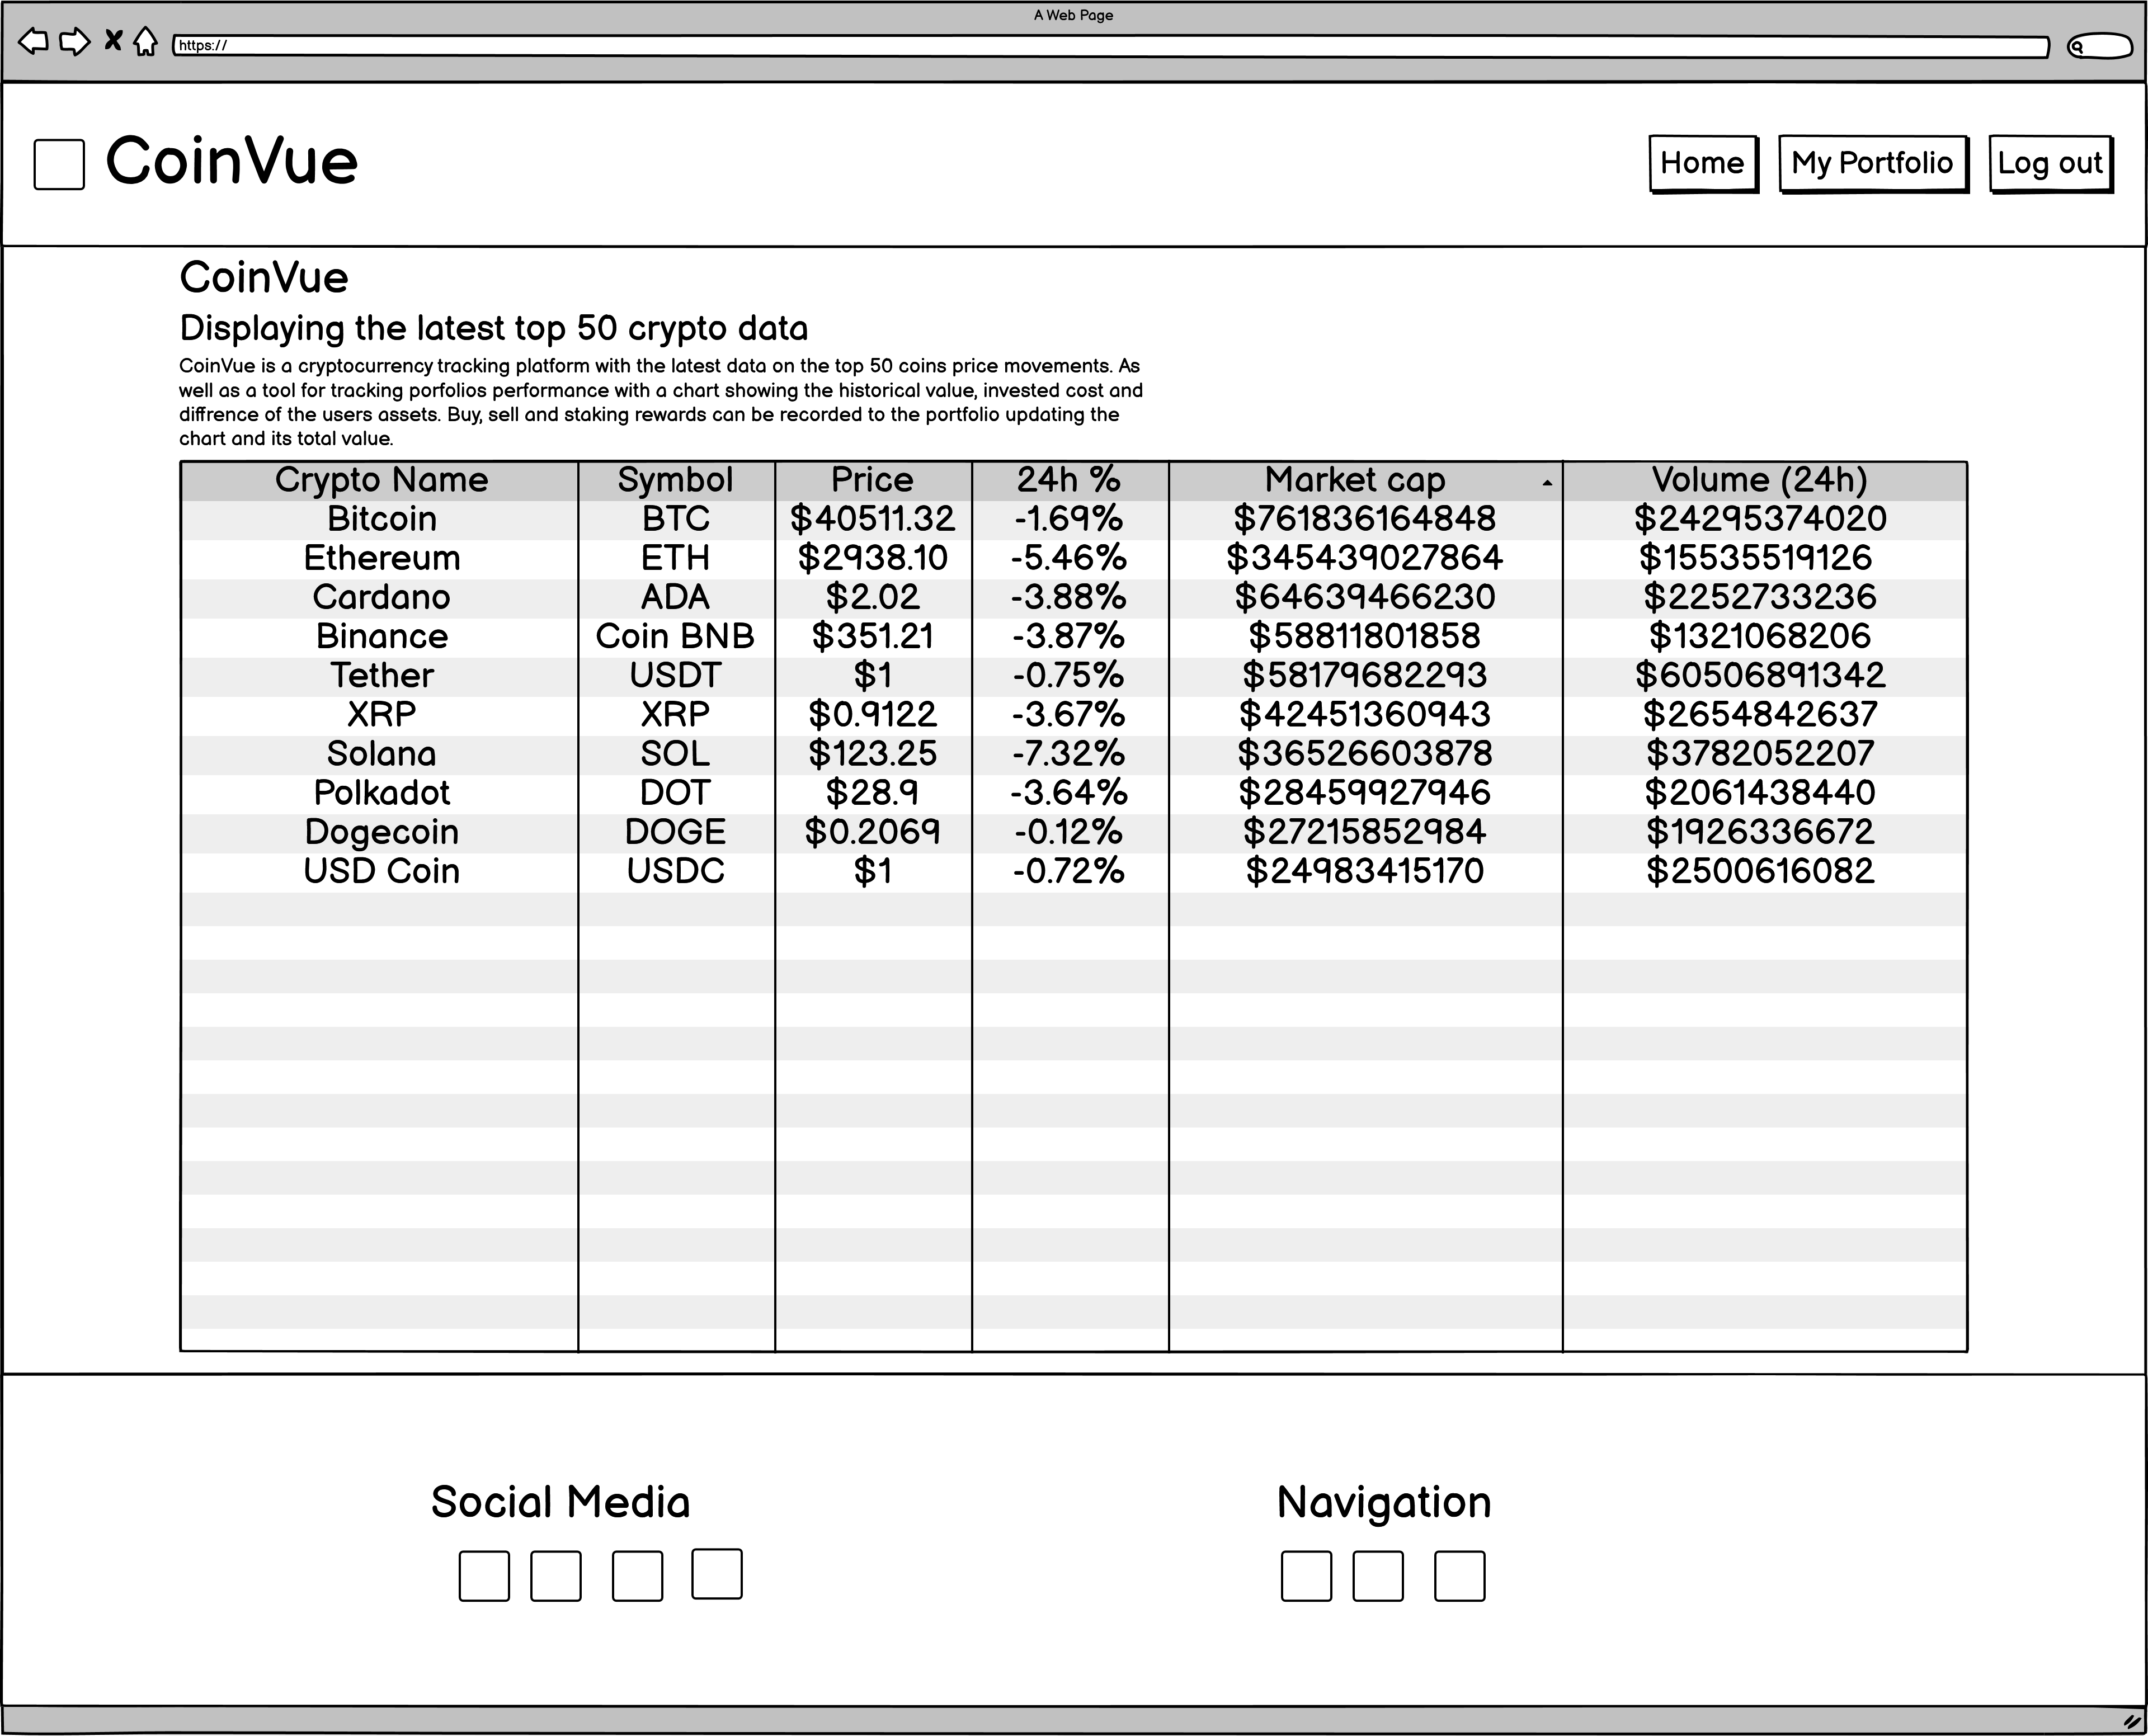 A Web Page
https://
CoinVue
Home
My Portfolio
Log out
CoinVue
Displaying the latest top 50 crypto data
CoinVue is a cryptocurrency tracking platform with the latest data on the top 50 coins price movements. As
well as a tool for tracking porfolios performance with a chart showing the historical value, invested cost and
diffrence of the users assets. Buy, sell and staking rewards can be recorded to the portfolio updating the
chart and its total value.
Crypto Name Symbol Price 24h % Market cap Volume (24h)
Bitcoin BTC $40511.32 -1.69% $761836164848 $24295374020
Ethereum ETH $2938.10 -5.46% $345439027864 $15535519126
Cardano ADA $2.02 -3.88% $64639466230 $2252733236
Binance Coin BNB $351.21 -3.87% $58811801858 $1321068206
Tether USDT $1 -0.75% $58179682293 $60506891342
XRP XRP $0.9122 -3.67% $42451360943 $2654842637
Solana SOL $123.25 -7.32% $36526603878 $3782052207
Polkadot DOT $28.9 -3.64% $28459927946 $2061438440
Dogecoin DOGE $0.2069 -0.12% $27215852984 $1926336672
USD Coin USDC $1 -0.72% $24983415170 $2500616082
Social Media
Navigation